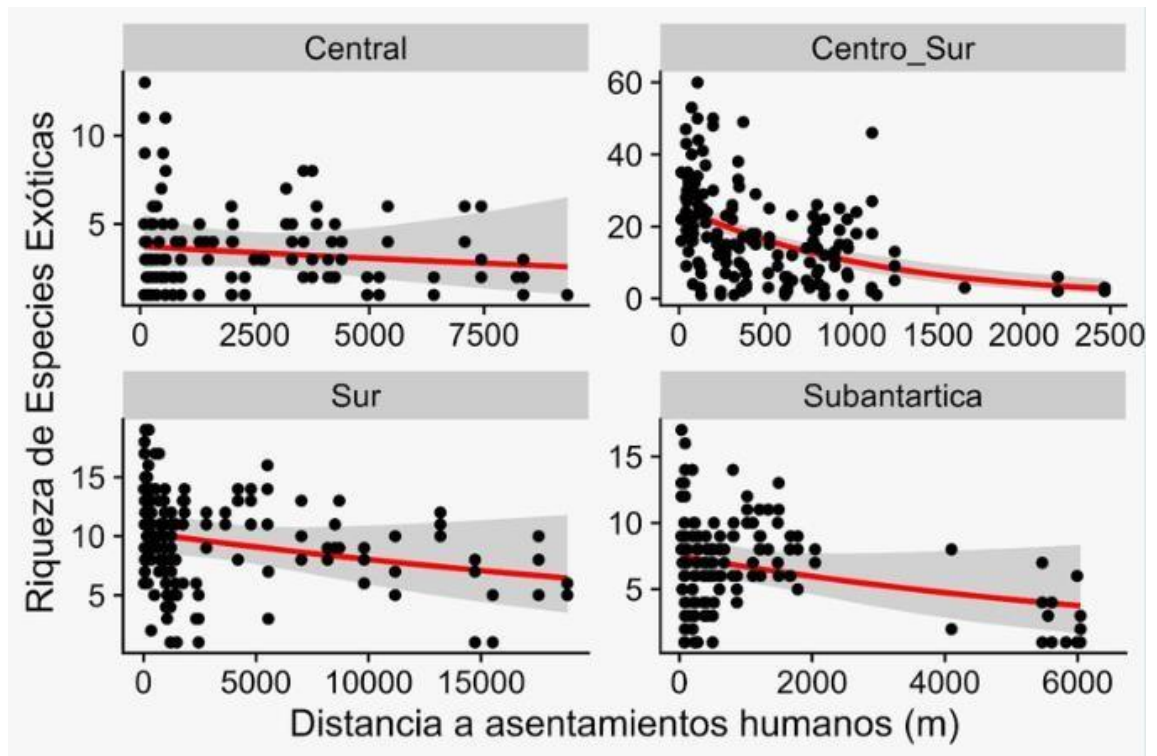 Central
Centro_Sur
Riqueza de Especies Exóticas
10
5
0 2500 5000 7500
60
40
20
0
0 500 1000 1500 2000 2500
Sur
Subantartica
15
10
5
0 5000 10000 15000
15
10
5
0 2000 4000 6000
Distancia a asentamientos humanos (m)